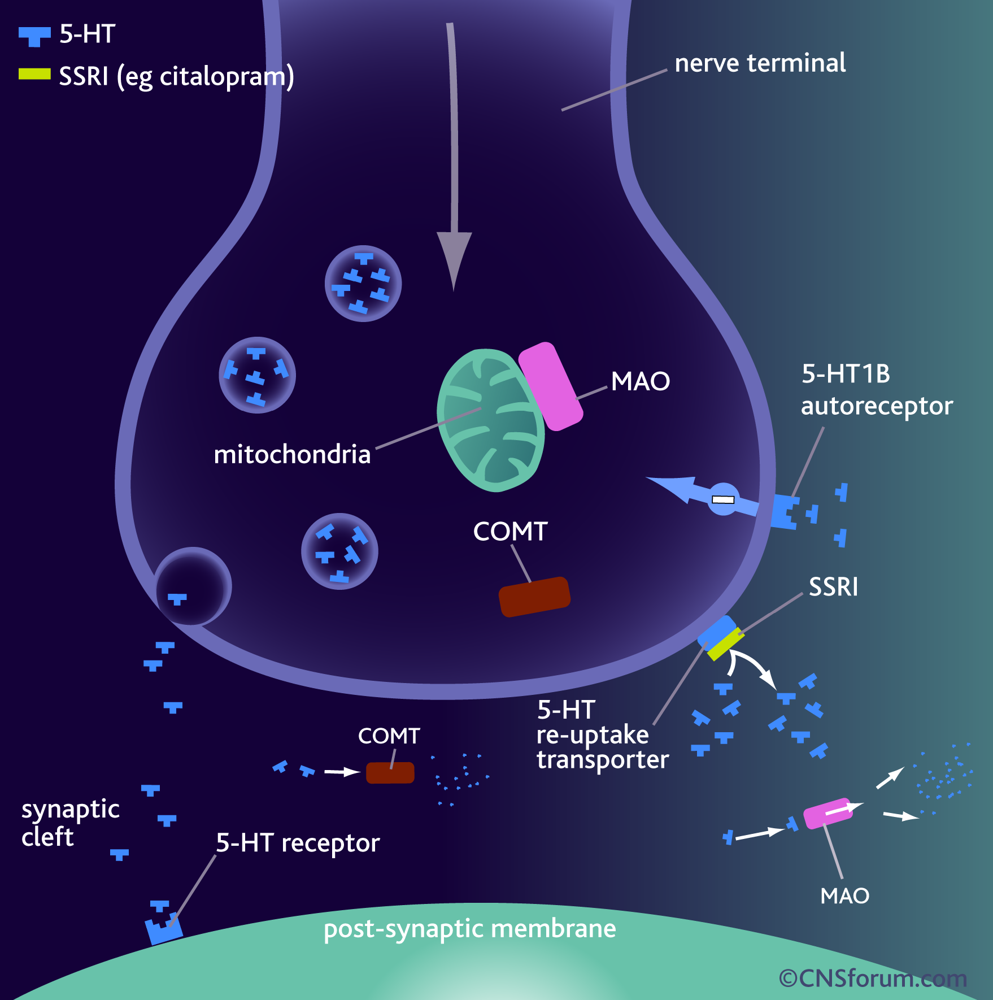 5-HT
SSRI (eg citalopram)
nerve terminal
5-HT1B
autoreceptor
MAO
mitochondria
COMT
SSRI
5-HT
re-uptake
transporter
COMT
synaptic
cleft
5-HT receptor
MAO
post-synaptic membrane
©CNSforum.com